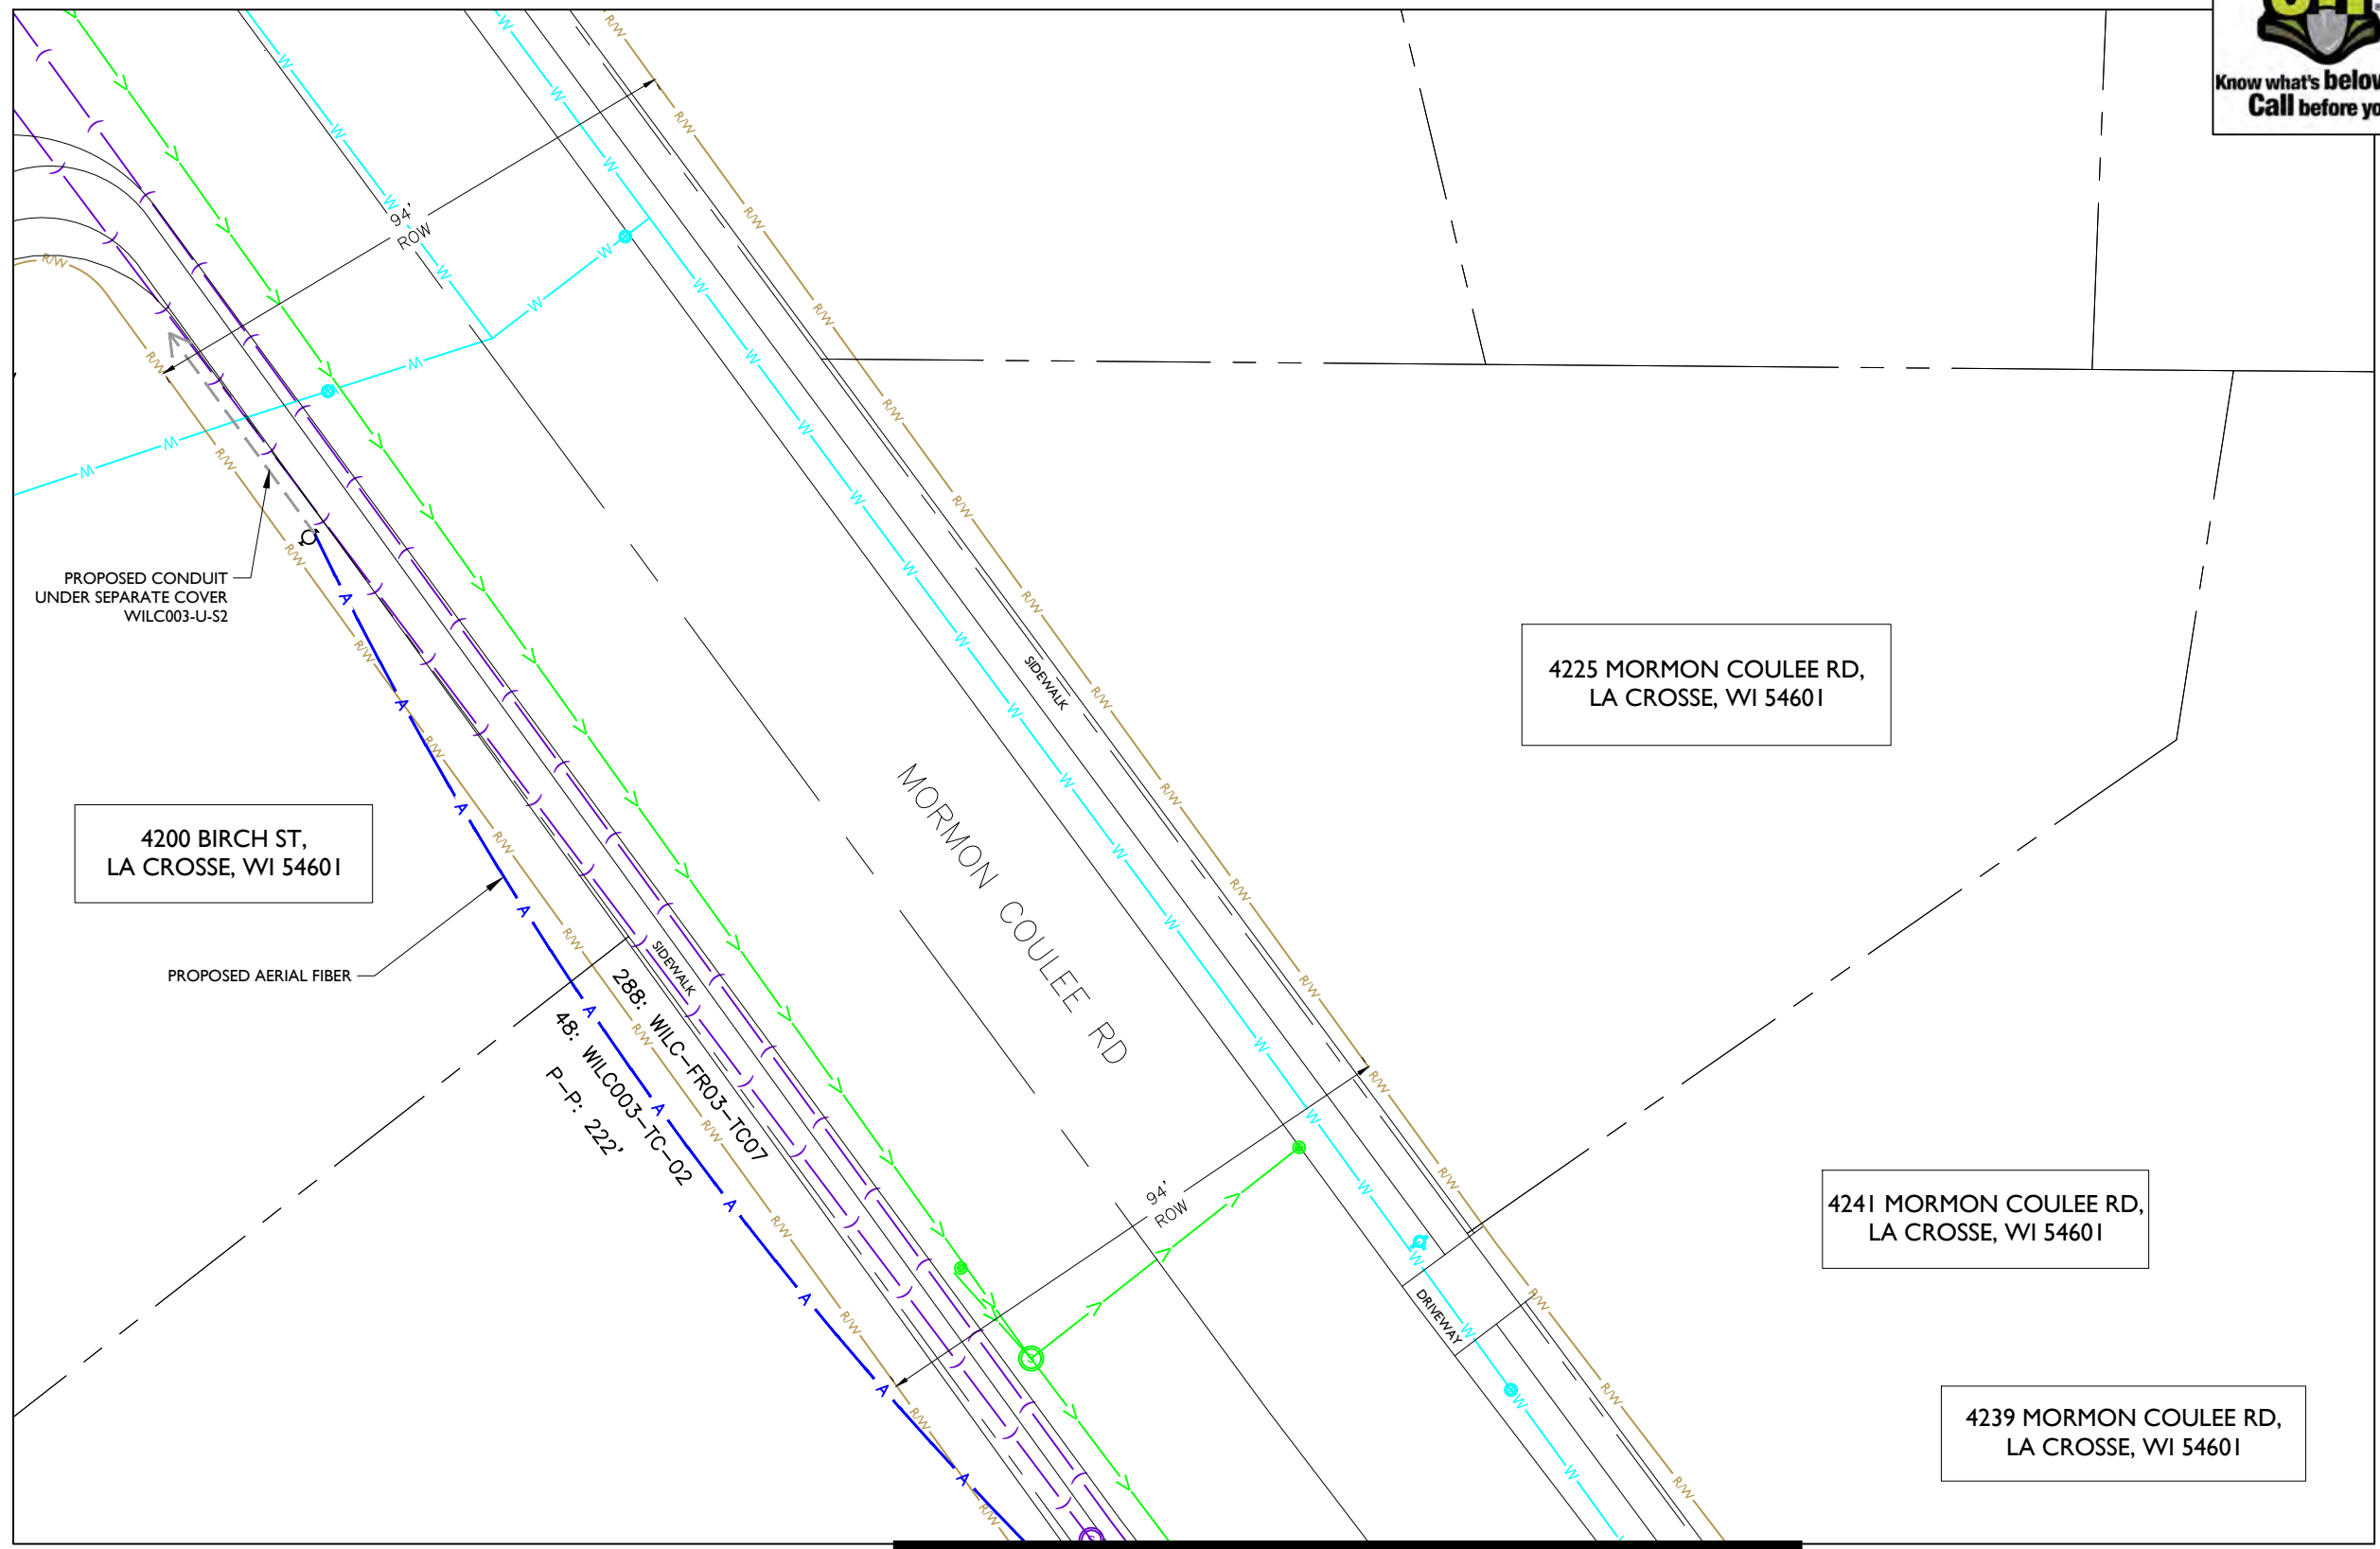 Know what's below
Call before yo
94'
ROW
PROPOSED CONDUIT
UNDER SEPARATE COVER
WILC003-U-S2
SIDEWALK
4225 MORMON COULEE RD,
LA CROSSE, WI 54601
MORMON COULEE RD
4200 BIRCH ST,
LA CROSSE, WI 54601
PROPOSED AERIAL FIBER
SIDEWALK
288: WILC-FR03-TC07
48: WILC003-TC-02
P-P: 222'
94'
ROW
4241 MORMON COULEE RD,
LA CROSSE, WI 54601
DRIVEWAY
4239 MORMON COULEE RD,
LA CROSSE, WI 54601
R/W
W
A
S